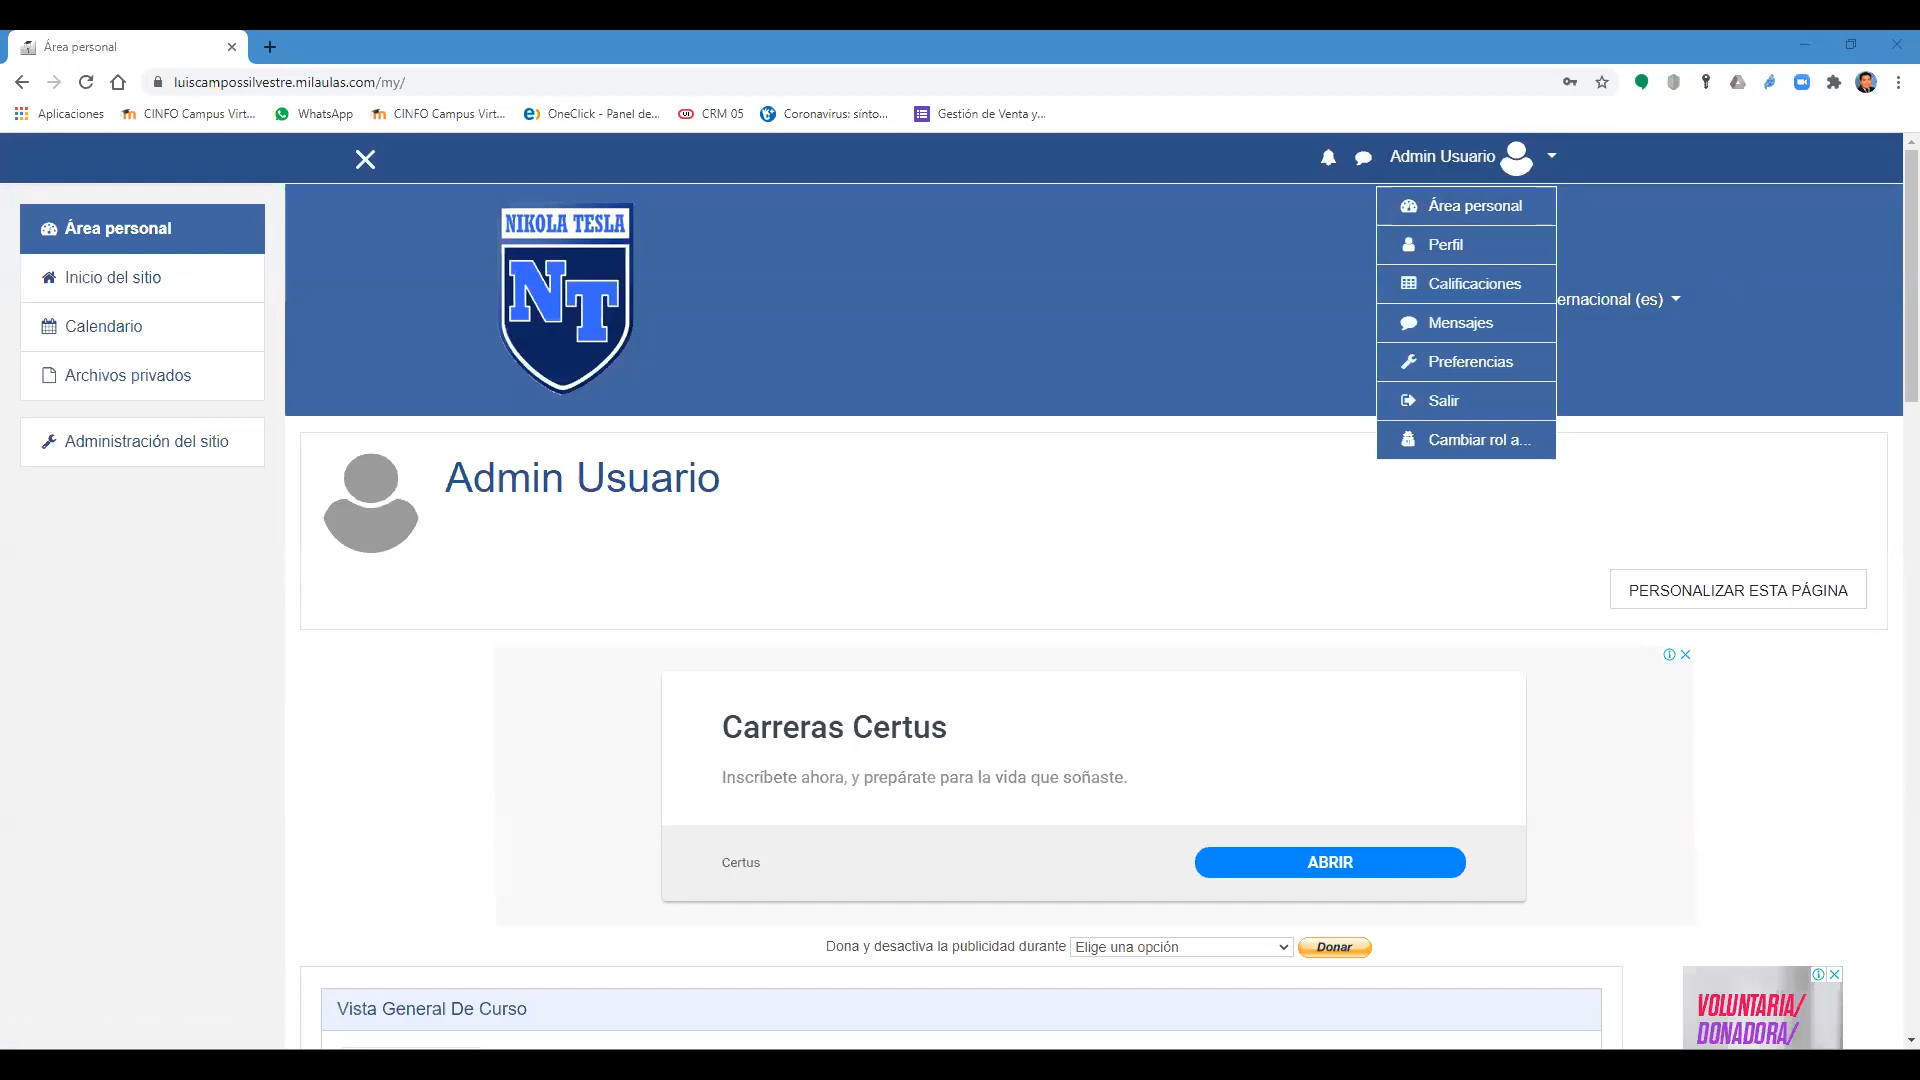 Área personal
luiscampossilvestre.milaulas.com/my/
Aplicaciones
CINFO Campus Virt...
WhatsApp
CINFO Campus Virt...
OneClick - Panel de...
CRM 05
Coronavirus: sínto...
Gestión de Venta y...
Admin Usuario
Área personal
Inicio del sitio
Calendario
Archivos privados
Administración del sitio
NIKOLA TESLA
NT
Área personal
Perfil
Calificaciones
Mensajes
Preferencias
Salir
Cambiar rol a...
ernacional (es)
Admin Usuario
PERSONALIZAR ESTA PÁGINA
Carreras Certus
Inscríbete ahora, y prepárate para la vida que soñaste.
Certus
ABRIR
Dona y desactiva la publicidad durante
Elige una opción
Donar
Vista General De Curso
VOLUNTARIA/
DONADORA/